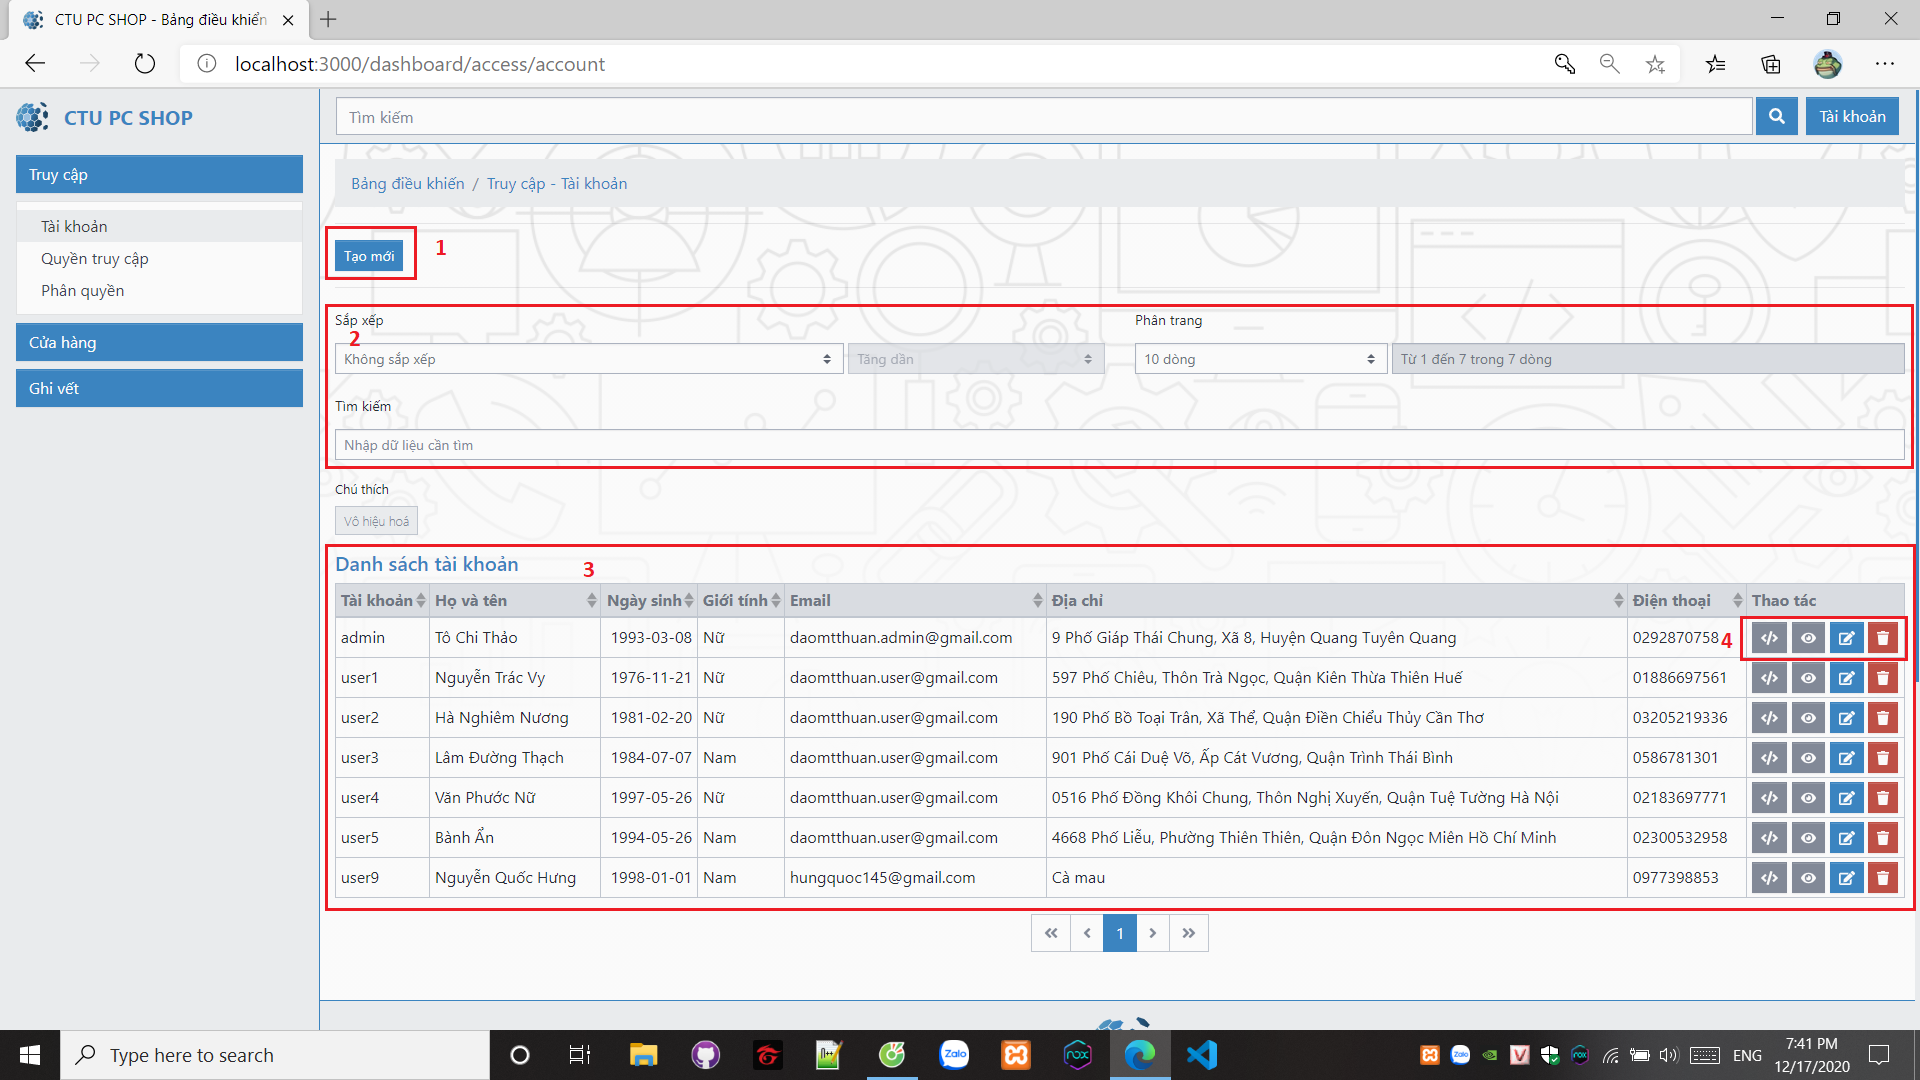 CTU PC SHOP - Bảng điều khiển
localhost:3000/dashboard/access/account
CTU PC SHOP
Tìm kiếm
Tài khoản
Truy cập
Tài khoản
Quyền truy cập
Phân quyền
Cửa hàng
Ghi vết
Bảng điều khiến / Truy cập - Tài khoản
Tạo mới
1
Sắp xếp
Phân trang
2
Không sắp xếp
Tăng dần
10 dòng
Từ 1 đến 7 trong 7 dòng
Tìm kiếm
Nhập dữ liệu cần tìm
Chú thích
Vô hiệu hoá
Danh sách tài khoản
3
Tài khoản Họ và tên Ngày sinh Giới tính Email Địa chỉ Điện thoại Thao tác
admin Tô Chi Thảo 1993-03-08 Nữ daomtthuan.admin@gmail.com 9 Phố Giáp Thái Chung, Xã 8, Huyện Quang Tuyên Quang 0292870758 4
user1 Nguyễn Trác Vy 1976-11-21 Nữ daomtthuan.user@gmail.com 597 Phố Chiêu, Thôn Trà Ngọc, Quận Kiên Thừa Thiên Huế 01886697561
user2 Hà Nghiêm Nương 1981-02-20 Nữ daomtthuan.user@gmail.com 190 Phố Bồ Toại Trân, Xã Thể, Quận Điền Chiểu Thủy Cần Thơ 03205219336
user3 Lâm Đường Thạch 1984-07-07 Nam daomtthuan.user@gmail.com 901 Phố Cái Duệ Võ, Ấp Cát Vương, Quận Trình Thái Bình 0586781301
user4 Văn Phước Nữ 1997-05-26 Nữ daomtthuan.user@gmail.com 0516 Phố Đồng Khôi Chung, Thôn Nghị Xuyến, Quận Tuệ Tường Hà Nội 02183697771
user5 Bành Ẩn 1994-05-26 Nam daomtthuan.user@gmail.com 4668 Phố Liễu, Phường Thiên Thiên, Quận Đôn Ngọc Miên Hồ Chí Minh 02300532958
user9 Nguyễn Quốc Hưng 1998-01-01 Nam hungquoc145@gmail.com Cà mau 0977398853
1
Type here to search
Zalo
nox
ENG
7:41 PM
12/17/2020